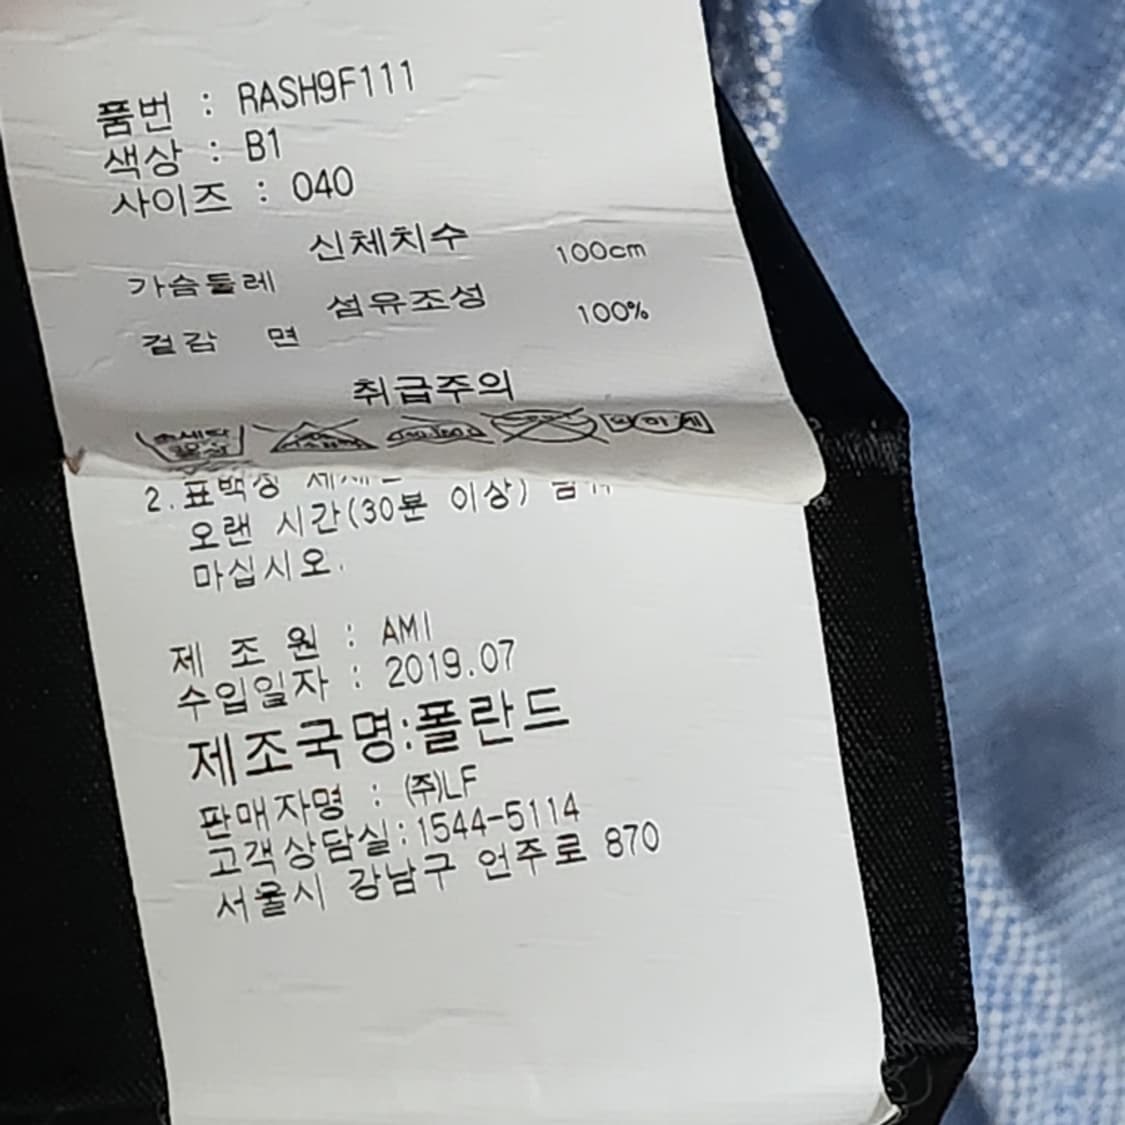 품번 : RASH9F111
색상 : B1
사이즈 : 040
신체치수
가슴둘레 100cm
섬유조성
겉감 면 100%
취급주의
2.표백성
오랜 시간(30분 이상)
마십시오.
제 조 원 : AMI
수입일자 : 2019.07
제조국명:폴란드
판매자명 : (주)LF
고객상담실:1544-5114
서울시 강남구 언주로 870